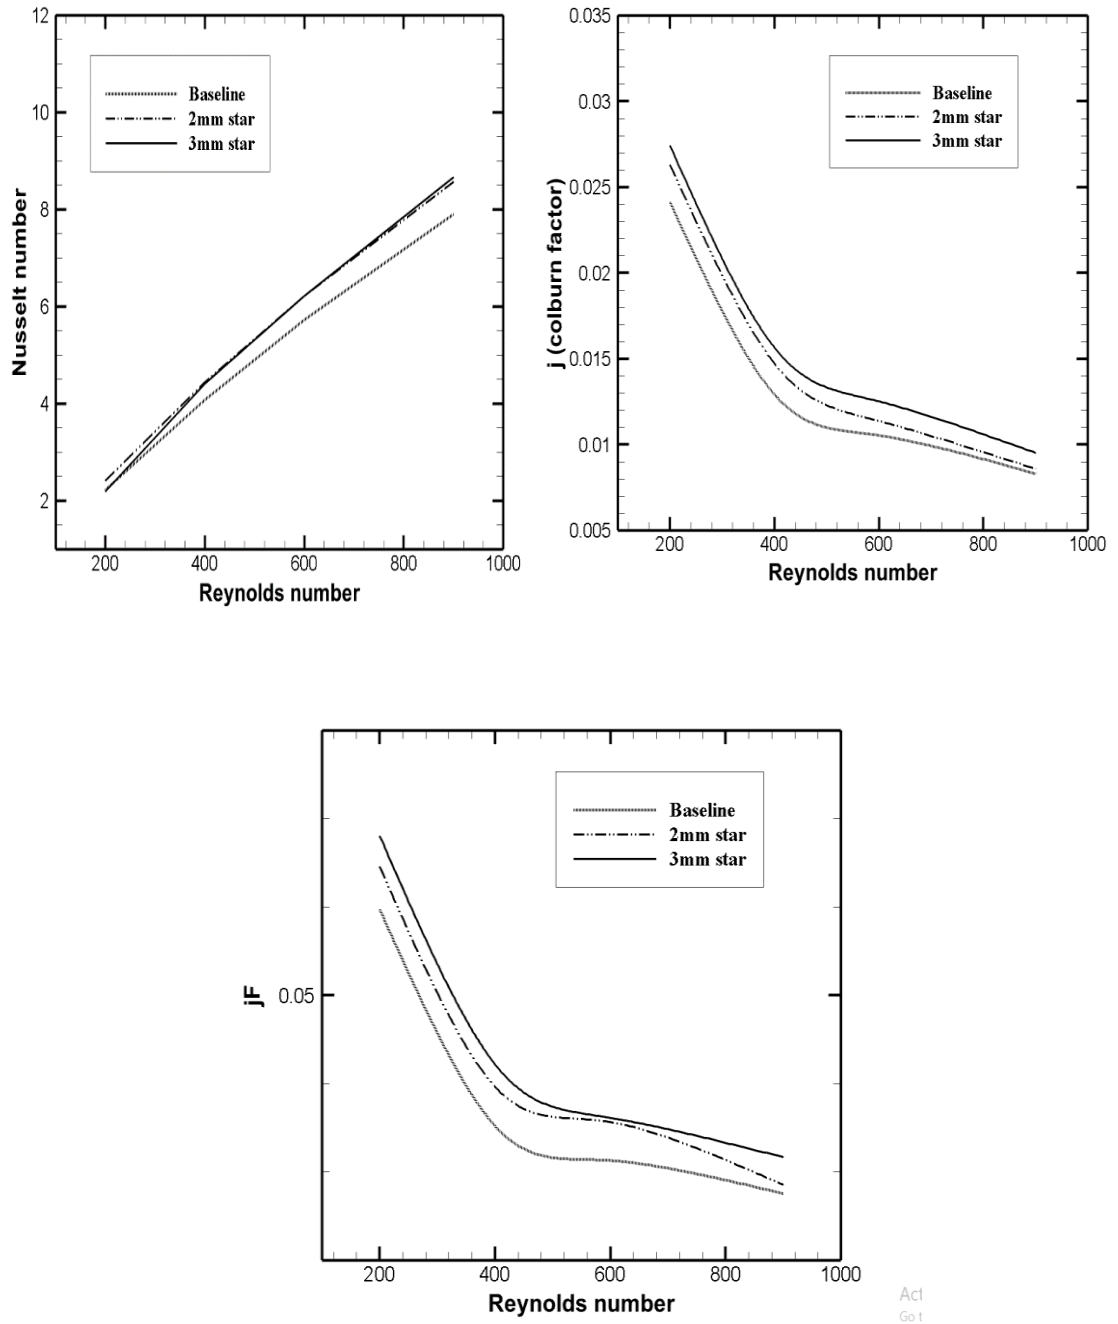 12
10
8
6
4
2
Nusselt number
Baseline
2mm star
3mm star
200
400
600
800
1000
Reynolds number
0.035
0.03
0.025
0.02
0.015
0.01
0.005
j (colburn factor)
Baseline
2mm star
3mm star
200
400
600
800
1000
Reynolds number
jF
0.05
Baseline
2mm star
3mm star
200
400
600
800
1000
Reynolds number
Act
Go t